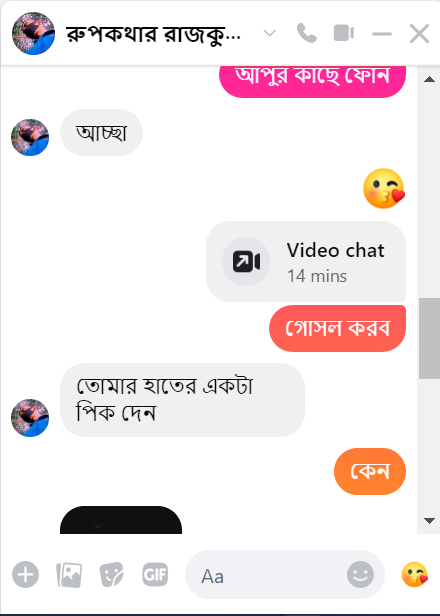 রুপকথার রাজকু...
আপুর কাছে ফোন
আচ্ছা
Video chat
14 mins
গোসল করব
তোমার হাতের একটা
পিক দেন
কেন
GIF
Aa